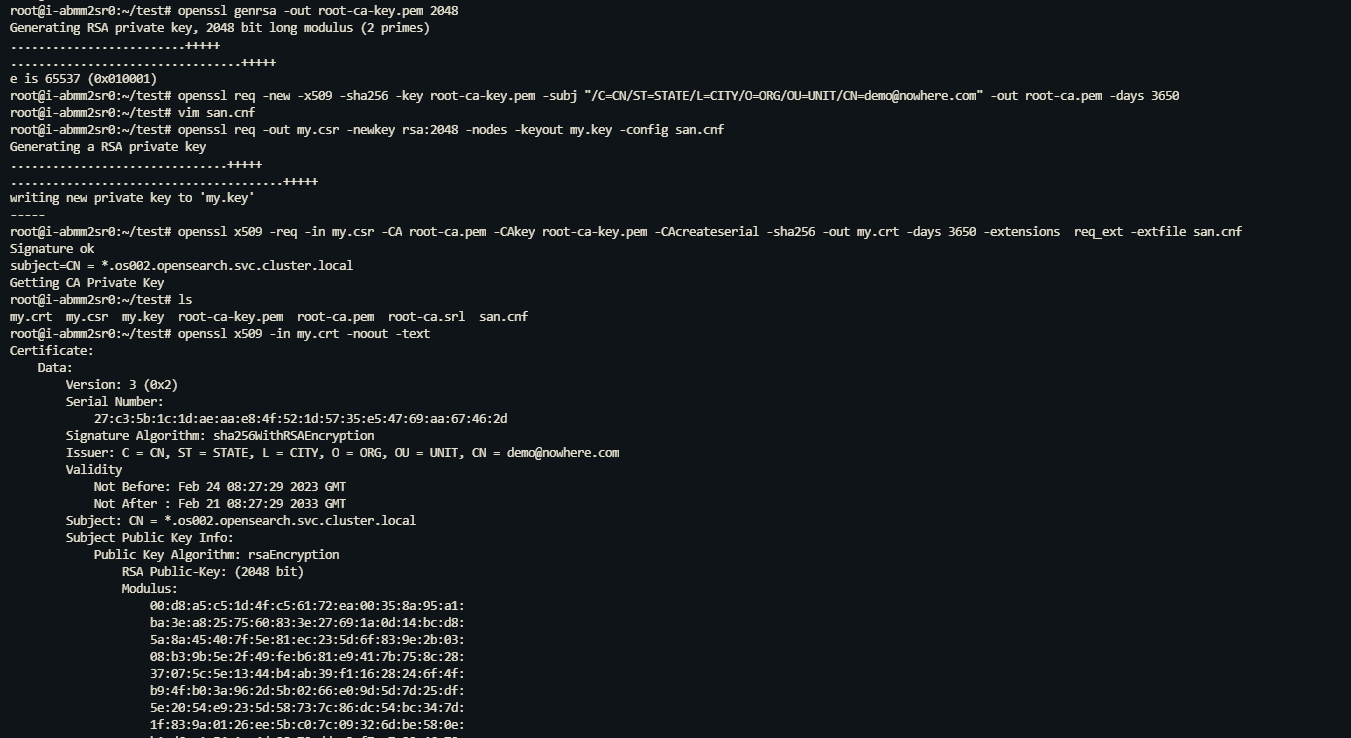 root@i-abmm2sr0:~/test# openssl genrsa -out root-ca-key.pem 2048
Generating RSA private key, 2048 bit long modulus (2 primes)
.........................+++++
.................................+++++
e is 65537 (0x010001)
root@i-abmm2sr0:~/test# openssl req -new -x509 -sha256 -key root-ca-key.pem -subj "/C=CN/ST=STATE/L=CITY/O=ORG/OU=UNIT/CN=demo@nowhere.com" -out root-ca.pem -days 3650
root@i-abmm2sr0:~/test# vim san.cnf
root@i-abmm2sr0:~/test# openssl req -out my.csr -newkey rsa:2048 -nodes -keyout my.key -config san.cnf
Generating a RSA private key
...............................+++++
.......................................+++++
writing new private key to 'my.key'
-----
root@i-abmm2sr0:~/test# openssl x509 -req -in my.csr -CA root-ca.pem -CAkey root-ca-key.pem -CAcreateserial -sha256 -out my.crt -days 3650 -extensions  req_ext -extfile san.cnf
Signature ok
subject=CN = *.os002.opensearch.svc.cluster.local
Getting CA Private Key
root@i-abmm2sr0:~/test# ls
my.crt  my.csr  my.key  root-ca-key.pem  root-ca.pem  root-ca.srl  san.cnf
root@i-abmm2sr0:~/test# openssl x509 -in my.crt -noout -text
Certificate:
    Data:
        Version: 3 (0x2)
        Serial Number:
            27:c3:5b:1c:1d:ae:aa:e8:4f:52:1d:57:35:e5:47:69:aa:67:46:2d
        Signature Algorithm: sha256WithRSAEncryption
        Issuer: C = CN, ST = STATE, L = CITY, O = ORG, OU = UNIT, CN = demo@nowhere.com
        Validity
            Not Before: Feb 24 08:27:29 2023 GMT
            Not After : Feb 21 08:27:29 2033 GMT
        Subject: CN = *.os002.opensearch.svc.cluster.local
        Subject Public Key Info:
            Public Key Algorithm: rsaEncryption
                RSA Public-Key: (2048 bit)
                Modulus:
                    00:d8:a5:c5:1d:4f:c5:61:72:ea:00:35:8a:95:a1:
                    ba:3e:a8:25:75:60:83:3e:27:69:1a:0d:14:bc:d8:
                    5a:8a:45:40:7f:5e:81:ec:23:5d:6f:83:9e:2b:03:
                    08:b3:9b:5e:2f:49:fe:b6:81:e9:41:7b:75:8c:28:
                    37:07:5c:5e:13:44:b4:ab:39:f1:16:28:24:6f:4f:
                    b9:4f:b0:3a:96:2d:5b:02:66:e0:9d:5d:7d:25:df:
                    5e:20:54:e9:23:5d:58:73:7c:86:dc:54:bc:34:7d:
                    1f:83:9a:01:26:ee:5b:c0:7c:09:32:6d:be:58:0e: